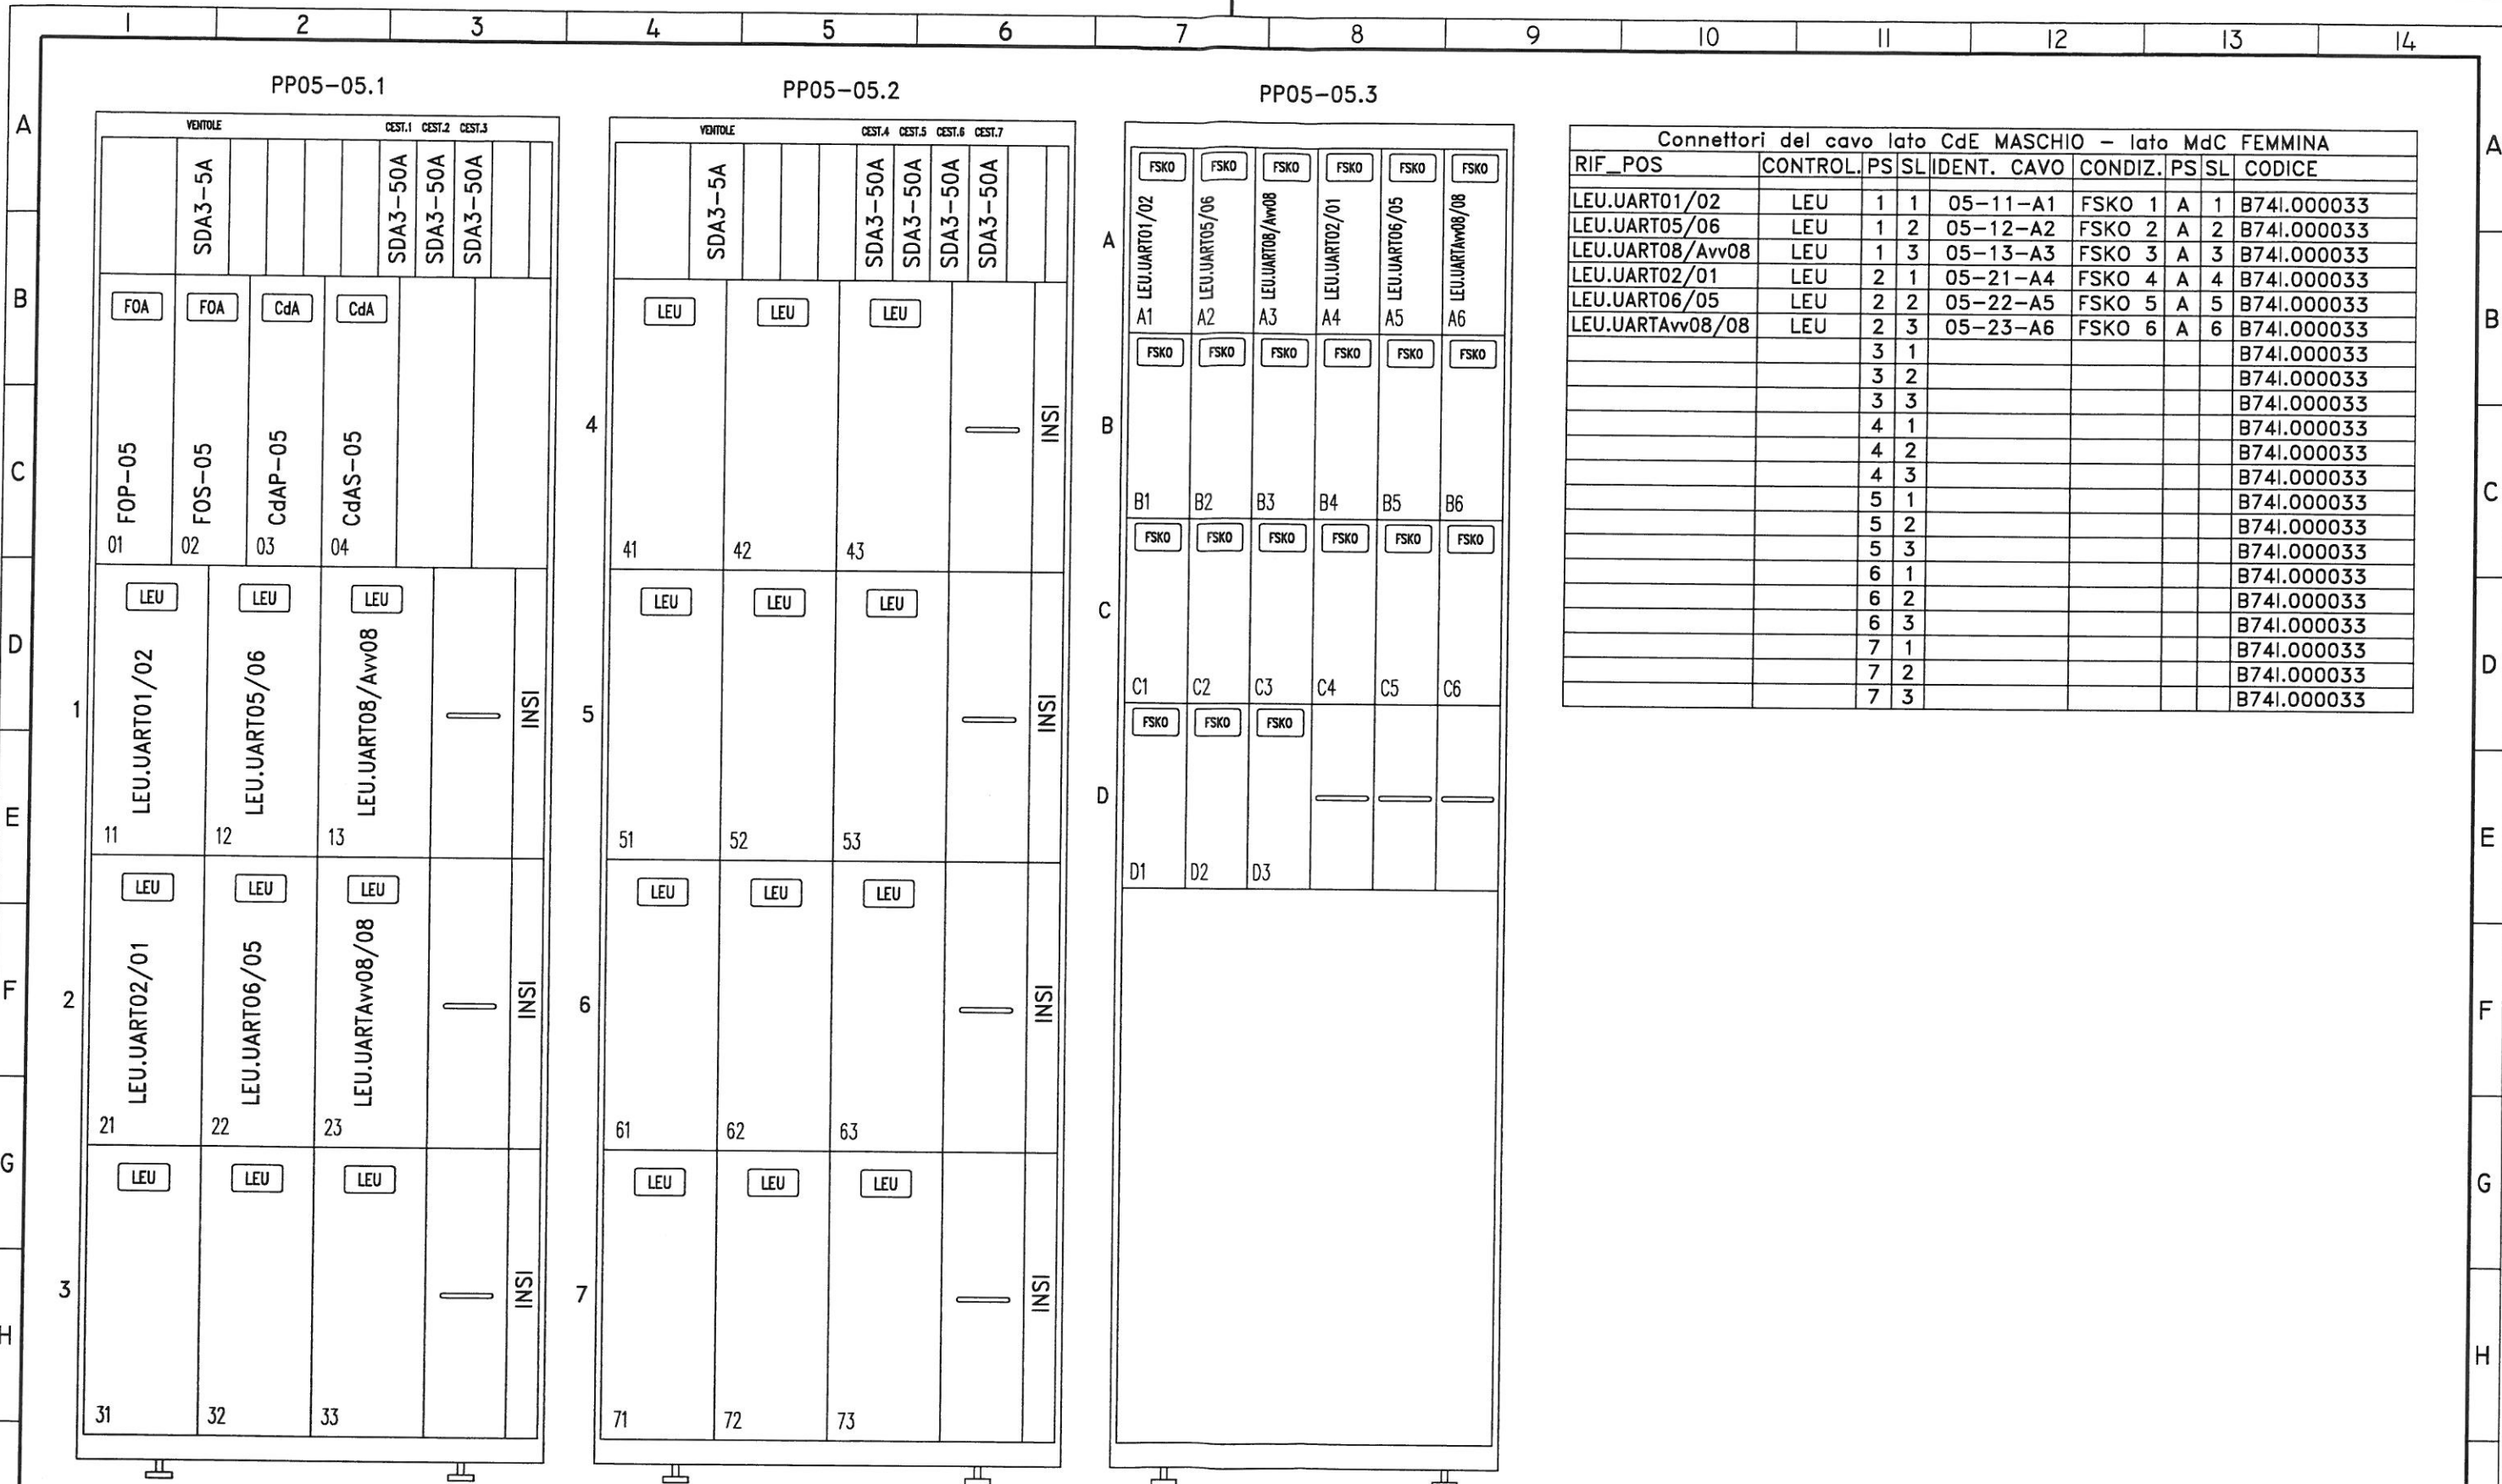 1 2 3 4 5 6 7 8 9 10 11 12 13 14
A
B
C
D
E
F
G
H
PP05-05.1
VENTOLE CEST.1 CEST.2 CEST.3
SDA3-5A SDA3-50A SDA3-50A SDA3-50A
FOA FOA CdA CdA
FOP-05 FOS-05 CdAP-05 CdAS-05
01 02 03 04
LEU LEU LEU
1 LEU.UART01/02 LEU.UART05/06 LEU.UART08/Avv08 INSI
11 12 13
LEU LEU LEU
2 LEU.UART02/01 LEU.UART06/05 LEU.UARTAvv08/08 INSI
21 22 23
LEU LEU LEU
3 INSI
31 32 33
PP05-05.2
VENTOLE CEST.4 CEST.5 CEST.6 CEST.7
SDA3-5A SDA3-50A SDA3-50A SDA3-50A SDA3-50A
LEU LEU LEU
4 INSI
41 42 43
LEU LEU LEU
5 INSI
51 52 53
LEU LEU LEU
6 INSI
61 62 63
LEU LEU LEU
7 INSI
71 72 73
PP05-05.3
FSKO FSKO FSKO FSKO FSKO FSKO
A LEU.UART01/02 LEU.UART05/06 LEU.UART08/Avv08 LEU.UART02/01 LEU.UART06/05 LEU.UARTAvv08/08
A1 A2 A3 A4 A5 A6
FSKO FSKO FSKO FSKO FSKO FSKO
B
B1 B2 B3 B4 B5 B6
FSKO FSKO FSKO FSKO FSKO FSKO
C
C1 C2 C3 C4 C5 C6
FSKO FSKO FSKO
D
D1 D2 D3
Connettori del cavo lato CdE MASCHIO - lato MdC FEMMINA
RIF_POS CONTROL. PS SL IDENT. CAVO CONDIZ. PS SL CODICE
LEU.UART01/02 LEU 1 1 05-11-A1 FSKO 1 A 1 B741.000033
LEU.UART05/06 LEU 1 2 05-12-A2 FSKO 2 A 2 B741.000033
LEU.UART08/Avv08 LEU 1 3 05-13-A3 FSKO 3 A 3 B741.000033
LEU.UART02/01 LEU 2 1 05-21-A4 FSKO 4 A 4 B741.000033
LEU.UART06/05 LEU 2 2 05-22-A5 FSKO 5 A 5 B741.000033
LEU.UARTAvv08/08 LEU 2 3 05-23-A6 FSKO 6 A 6 B741.000033
3 1 B741.000033
3 2 B741.000033
3 3 B741.000033
4 1 B741.000033
4 2 B741.000033
4 3 B741.000033
5 1 B741.000033
5 2 B741.000033
5 3 B741.000033
6 1 B741.000033
6 2 B741.000033
6 3 B741.000033
7 1 B741.000033
7 2 B741.000033
7 3 B741.000033
A
B
C
D
E
F
G
H